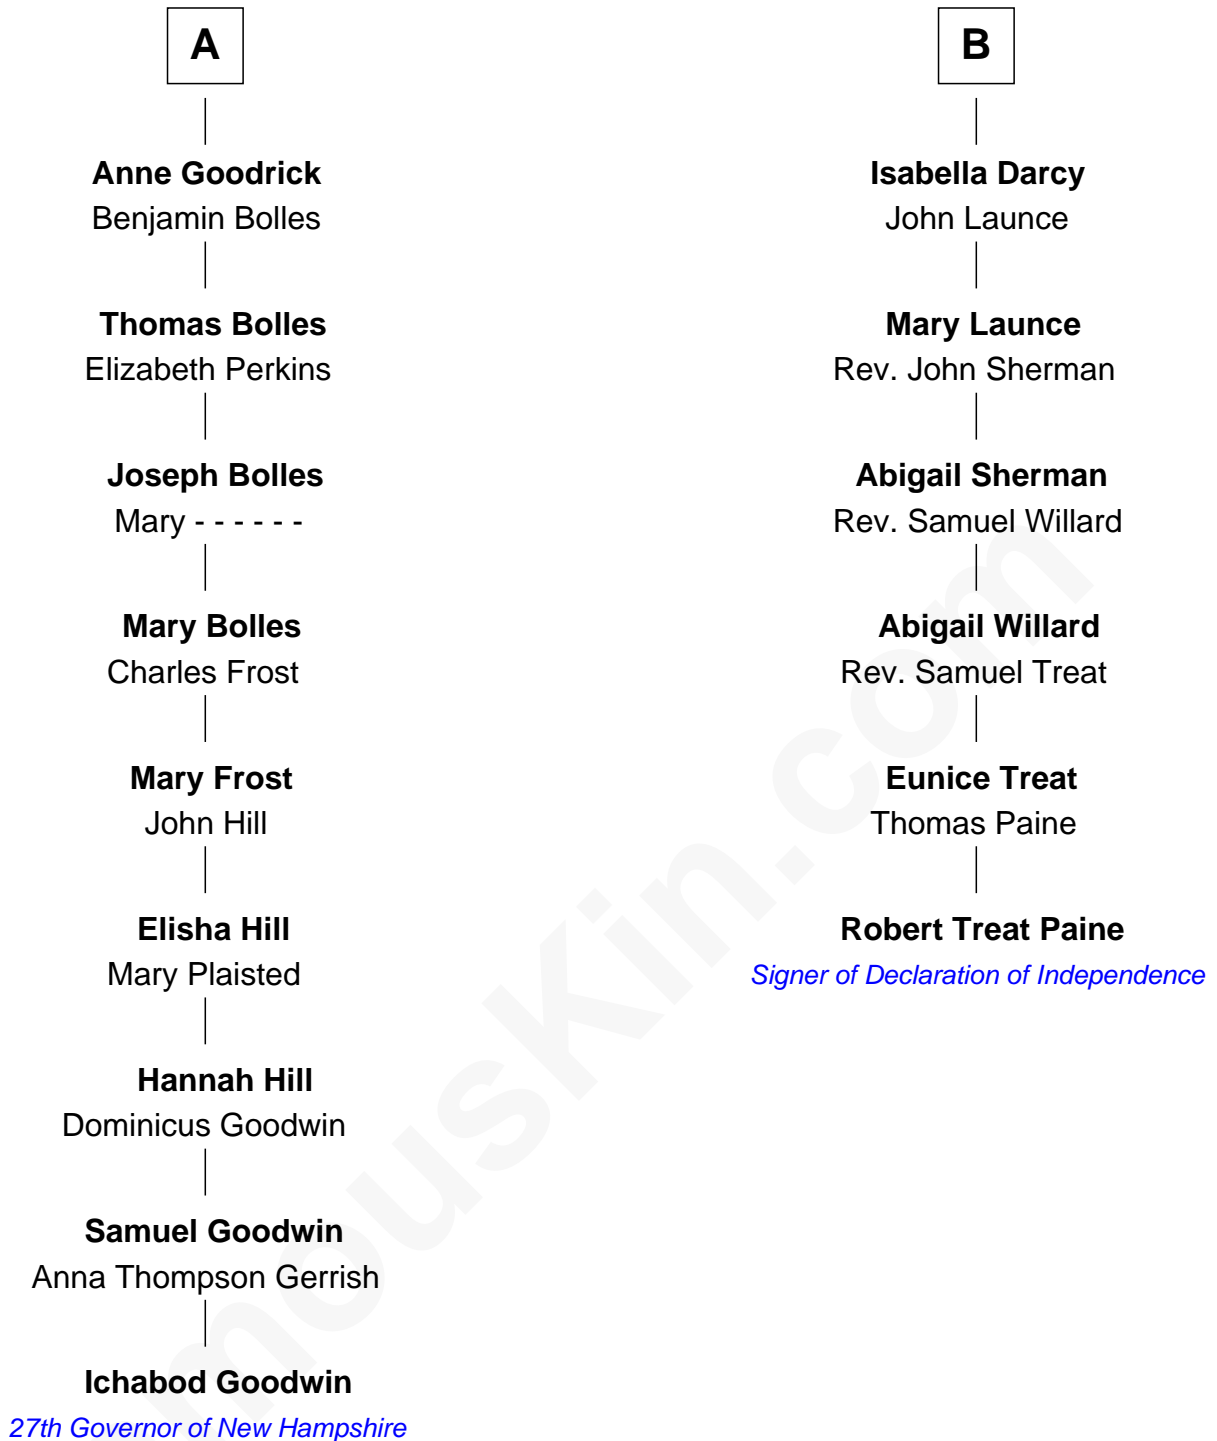 A
Anne Goodrick
Benjamin Bolles
Thomas Bolles
Elizabeth Perkins
Joseph Bolles
Mary - - - - - -
Mary Bolles
Charles Frost
Mary Frost
John Hill
Elisha Hill
Mary Plaisted
Hannah Hill
Dominicus Goodwin
Samuel Goodwin
Anna Thompson Gerrish
Ichabod Goodwin
27th Governor of New Hampshire
B
Isabella Darcy
John Launce
Mary Launce
Rev. John Sherman
Abigail Sherman
Rev. Samuel Willard
Abigail Willard
Rev. Samuel Treat
Eunice Treat
Thomas Paine
Robert Treat Paine
Signer of Declaration of Independence
mouskin.com